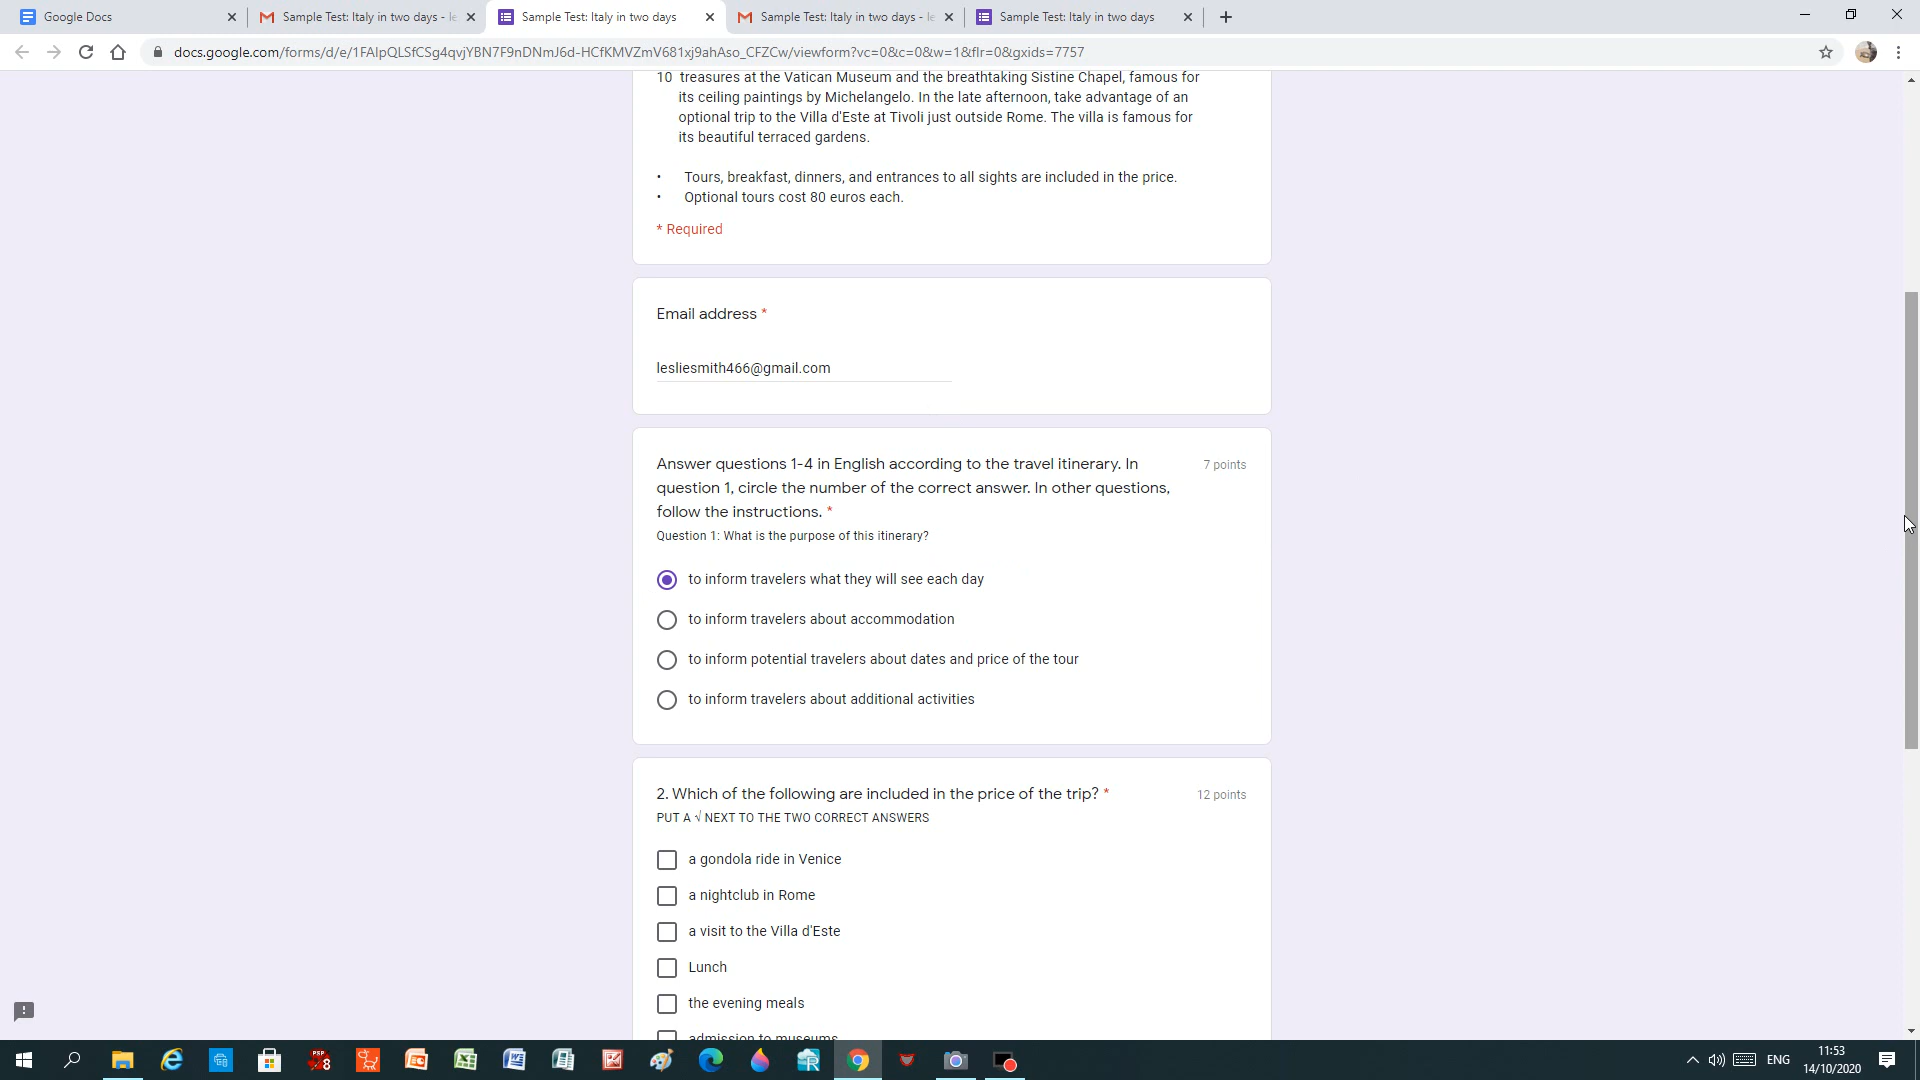 Google Docs
Sample Test: Italy in two days - le
Sample Test: Italy in two days
Sample Test: Italy in two days - le
Sample Test: Italy in two days
docs.google.com/forms/d/e/1FAIpQLSfCSg4qvjYBN7F9nDNmJ6d-HCfKMVZmV681xj9ahAso_CFZCw/viewform?vc=0&c=0&w=1&flr=0&gxids=7757
10 treasures at the Vatican Museum and the breathtaking Sistine Chapel, famous for
its ceiling paintings by Michelangelo. In the late afternoon, take advantage of an
optional trip to the Villa d'Este at Tivoli just outside Rome. The villa is famous for
its beautiful terraced gardens.
• Tours, breakfast, dinners, and entrances to all sights are included in the price.
• Optional tours cost 80 euros each.
* Required
Email address *
lesliesmith466@gmail.com
Answer questions 1-4 in English according to the travel itinerary. In
7 points
question 1, circle the number of the correct answer. In other questions,
follow the instructions. *
Question 1: What is the purpose of this itinerary?
to inform travelers what they will see each day
to inform travelers about accommodation
to inform potential travelers about dates and price of the tour
to inform travelers about additional activities
2. Which of the following are included in the price of the trip? *
12 points
PUT A √ NEXT TO THE TWO CORRECT ANSWERS
a gondola ride in Venice
a nightclub in Rome
a visit to the Villa d'Este
Lunch
the evening meals
admission to museums
PSP
8
ENG
11:53
14/10/2020